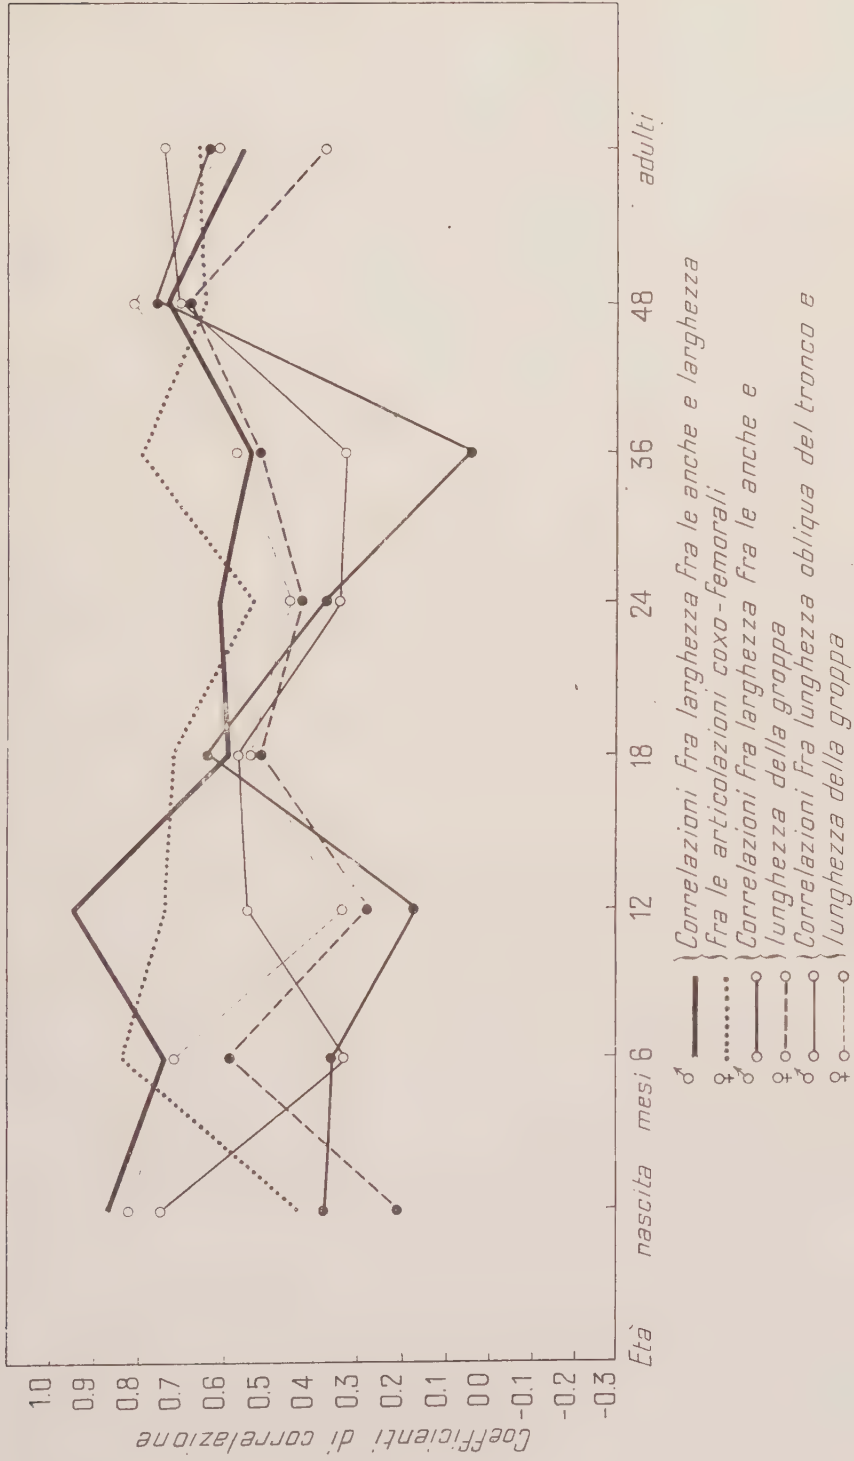 Coefficienti di correlazione
1.0
0.9
0.8
0.7
0.6
0.5
0.4
0.3
0.2
0.1
0.0
-0.1
-0.2
-0.3
Età nascita mesi 6 12 18 24 36 48 adulti
♂ Correlazioni fra larghezza fra le anche e larghezza
♀ fra le articolazioni coxo-femorali
♂ Correlazioni fra larghezza fra le anche e
♀ lunghezza della groppa
♂ Correlazioni fra lunghezza obliqua del tronco e
♀ lunghezza della groppa